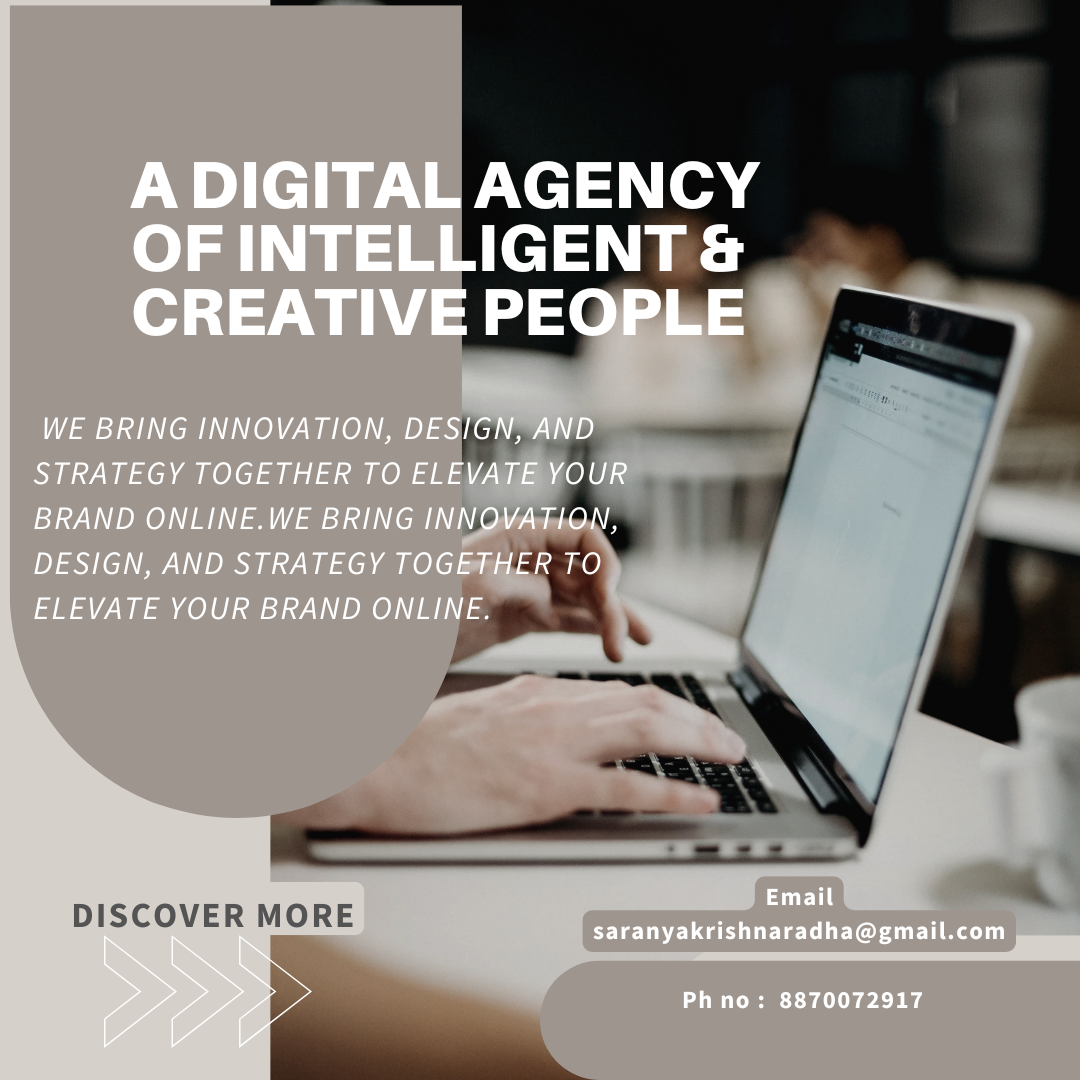 A DIGITAL AGENCY
OF INTELLIGENT &
CREATIVE PEOPLE
WE BRING INNOVATION, DESIGN, AND
STRATEGY TOGETHER TO ELEVATE YOUR
BRAND ONLINE.WE BRING INNOVATION,
DESIGN, AND STRATEGY TOGETHER TO
ELEVATE YOUR BRAND ONLINE.
DISCOVER MORE
Email
saranyakrishnaradha@gmail.com
Ph no : 8870072917